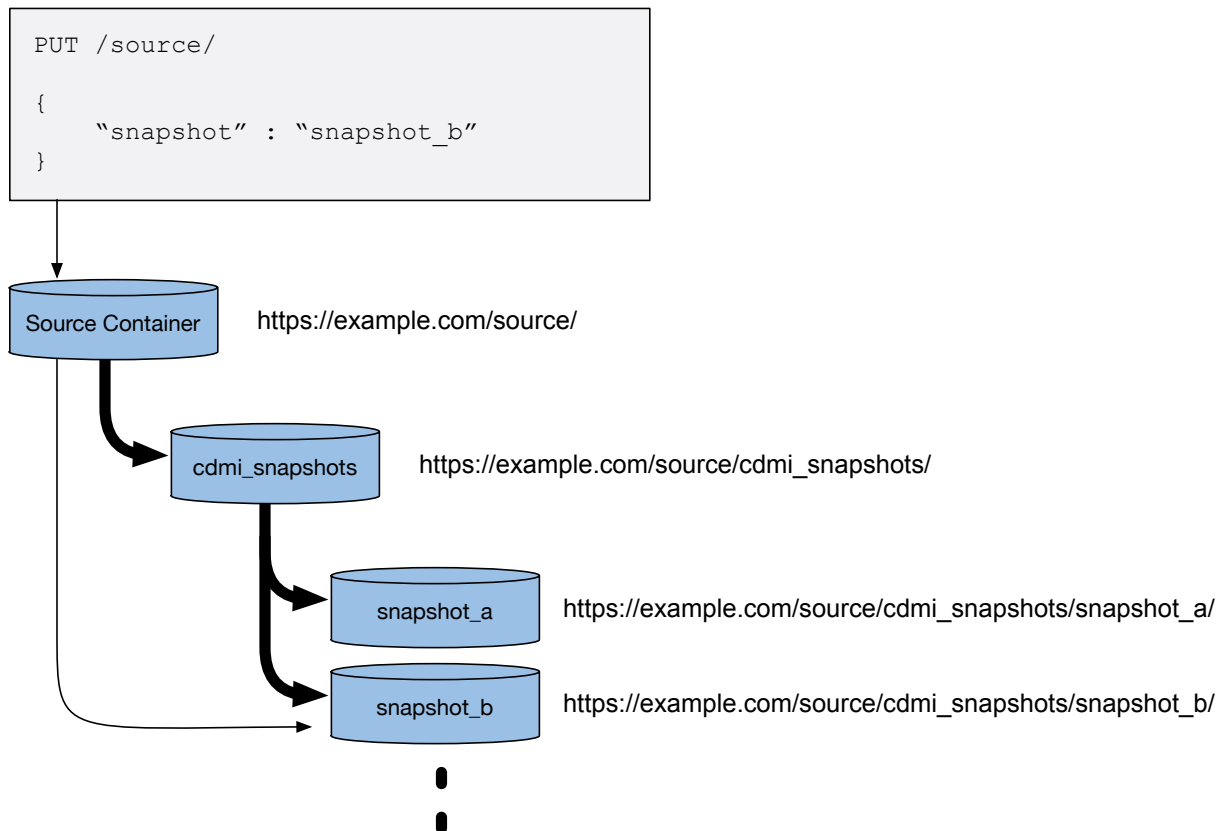 PUT /source/
{
“snapshot” : “snapshot_b”
}
Source Container
https://example.com/source/
cdmi_snapshots
https://example.com/source/cdmi_snapshots/
snapshot_a
https://example.com/source/cdmi_snapshots/snapshot_a/
snapshot_b
https://example.com/source/cdmi_snapshots/snapshot_b/